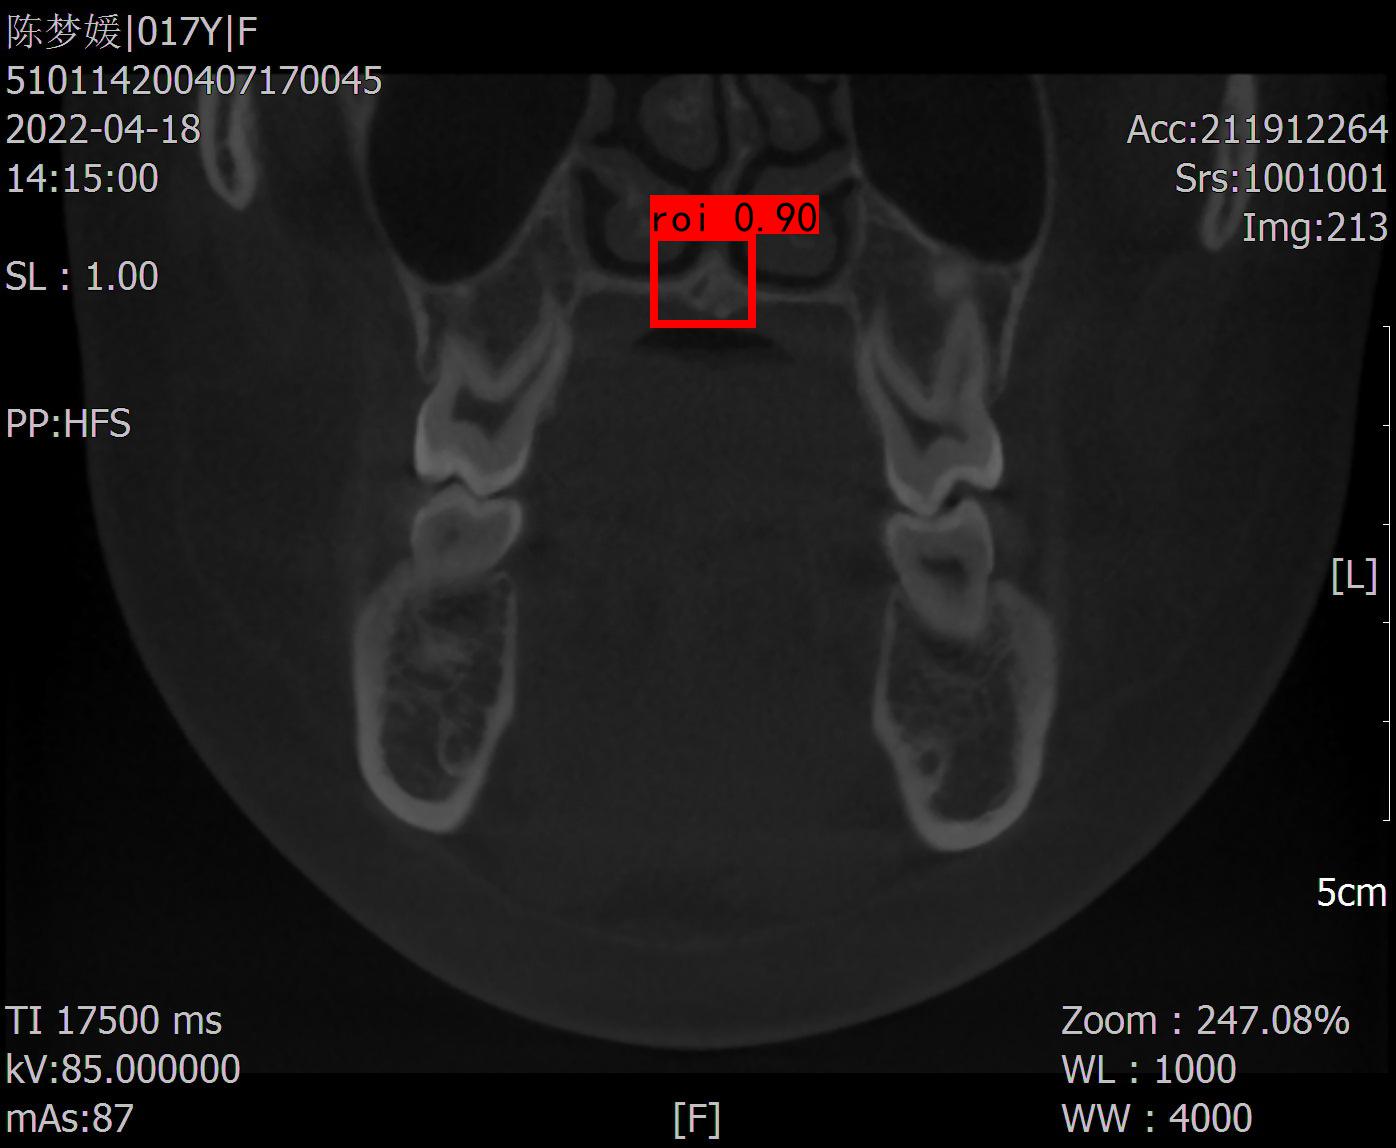 陈梦媛|017Y|F
510114200407170045
2022-04-18
14:15:00
SL : 1.00
PP:HFS
Acc:211912264
Srs:1001001
Img:213
roi 0.90
[L]
5cm
TI 17500 ms
kV:85.000000
mAs:87
[F]
Zoom : 247.08%
WL : 1000
WW : 4000